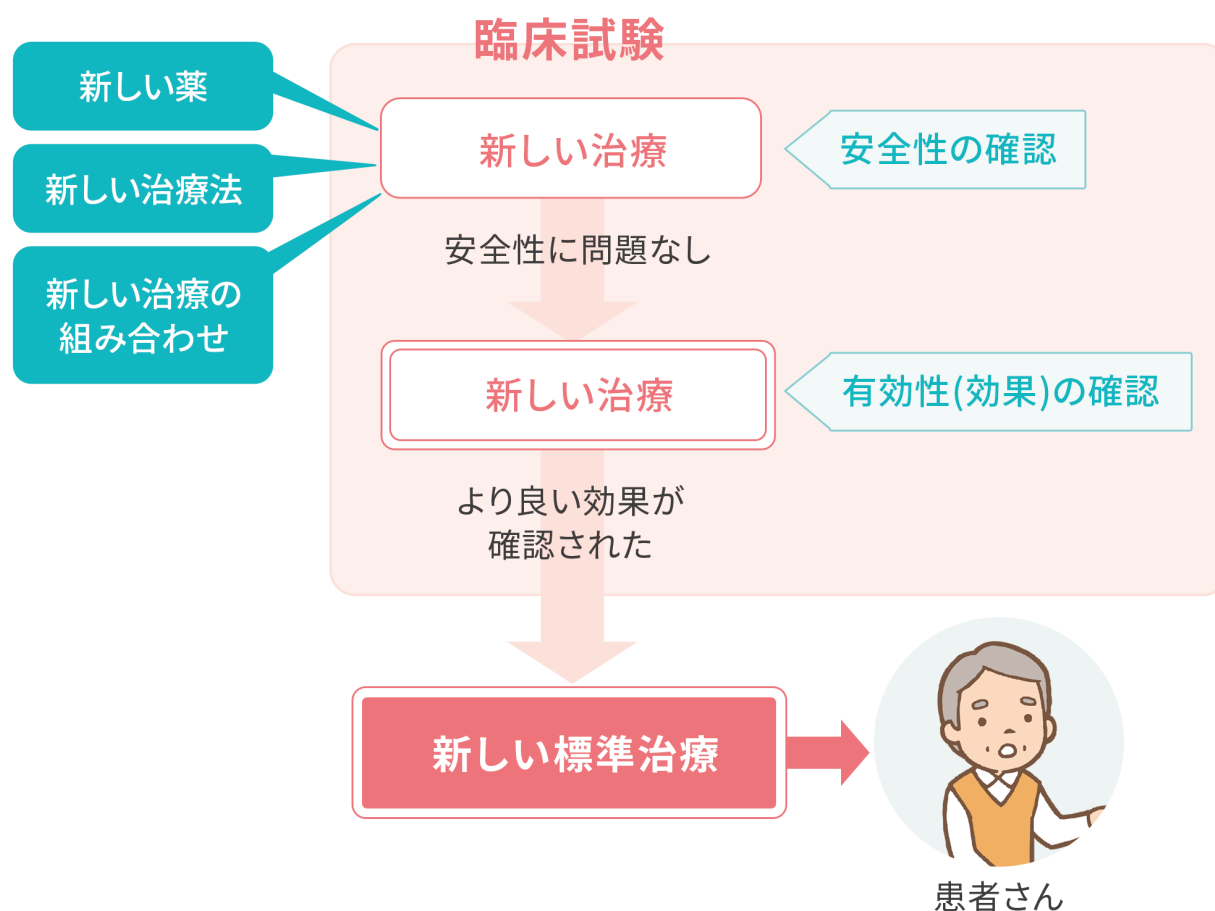 臨床試験
新しい薬
新しい治療法
新しい治療の
組み合わせ
新しい治療
安全性の確認
安全性に問題なし
新しい治療
有効性(効果)の確認
より良い効果が
確認された
新しい標準治療
患者さん